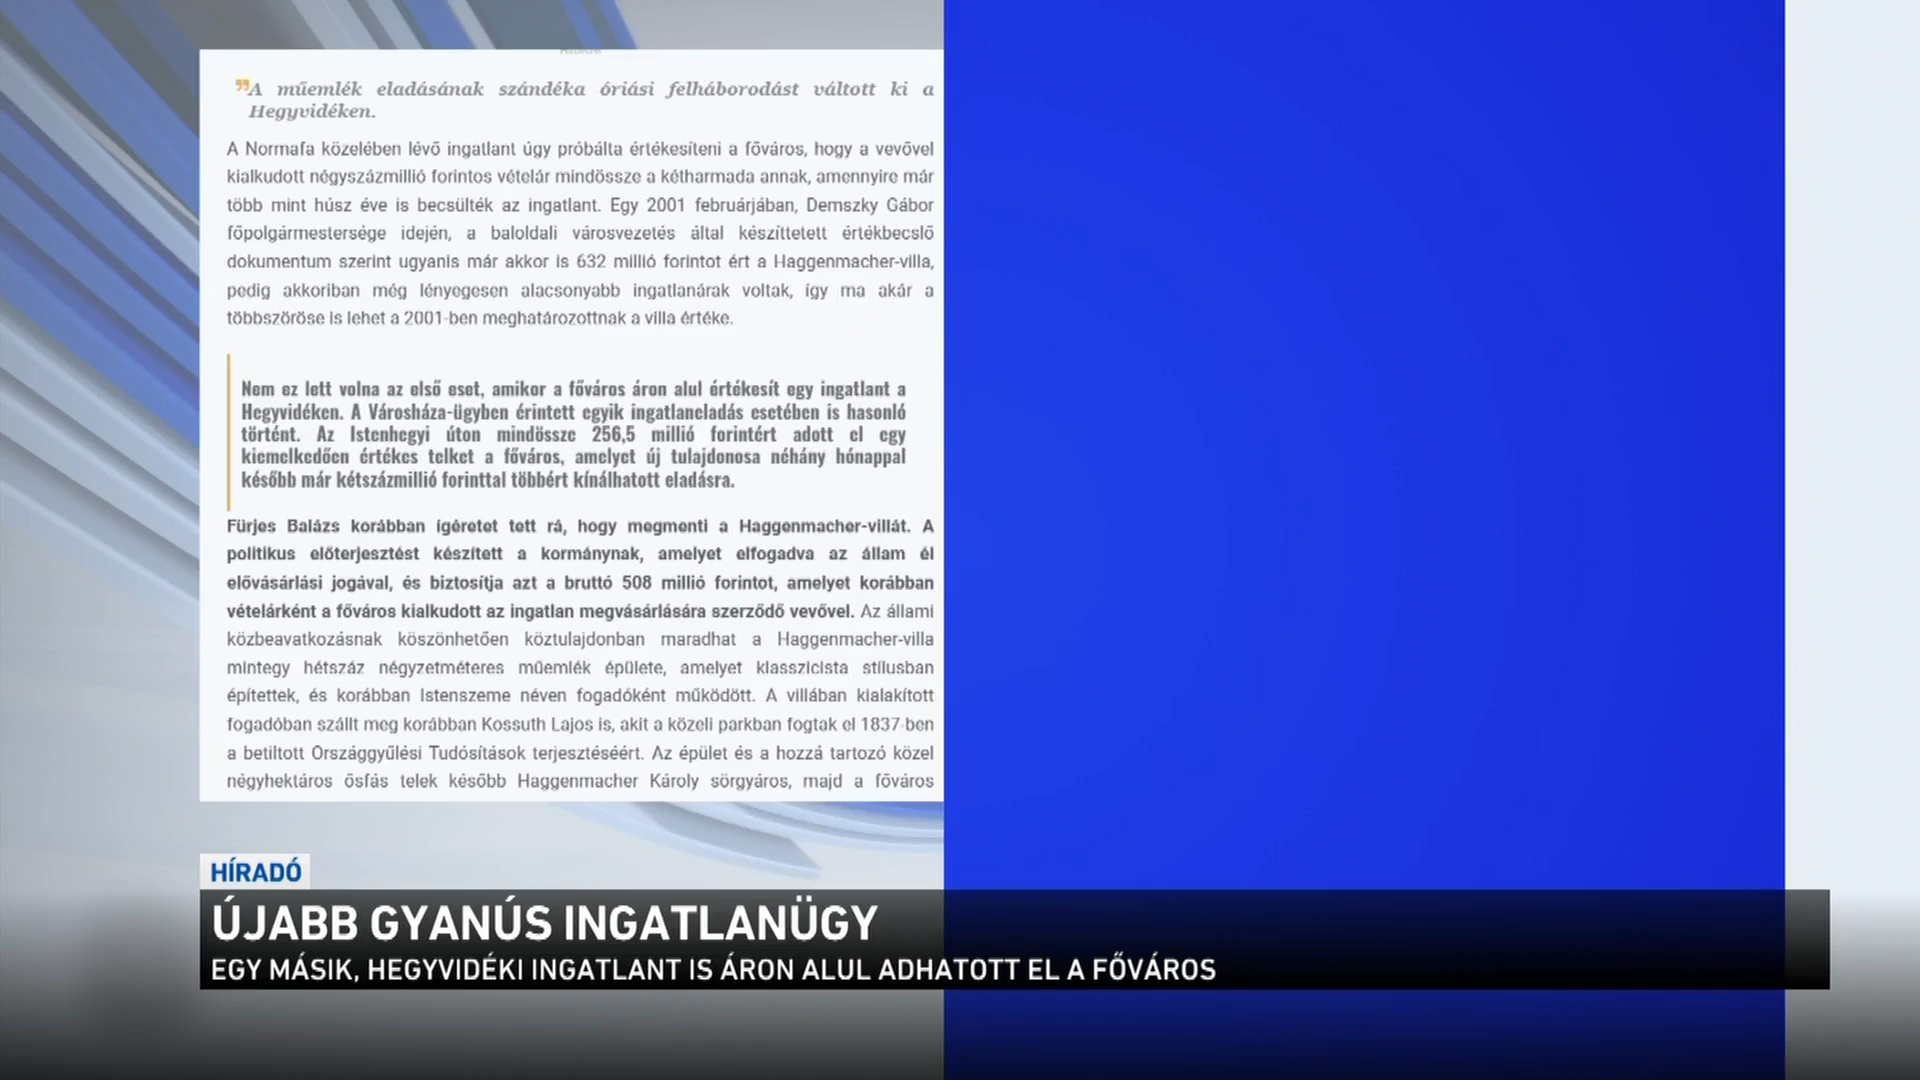 ❞A műemlék eladásának szándéka óriási felháborodást váltott ki a
Hegyvidéken.
A Normafa közelében lévő ingatlant úgy próbálta értékesíteni a főváros, hogy a vevővel
kialkudott négyszázmillió forintos vételár mindössze a kétharmada annak, amennyire már
több mint húsz éve is becsülték az ingatlant. Egy 2001 februárjában, Demszky Gábor
főpolgármestersége idején, a baloldali városvezetés által készíttetett értékbecslő
dokumentum szerint ugyanis már akkor is 632 millió forintot ért a Haggenmacher-villa,
pedig akkoriban még lényegesen alacsonyabb ingatlanárak voltak, így ma akár a
többszöröse is lehet a 2001-ben meghatározottnak a villa értéke.
Nem ez lett volna az első eset, amikor a főváros áron alul értékesít egy ingatlant a
Hegyvidéken. A Városháza-ügyben érintett egyik ingatlaneladás esetében is hasonló
történt. Az Istenhegyi úton mindössze 256,5 millió forintért adott el egy
kiemelkedően értékes telket a főváros, amelyet új tulajdonosa néhány hónappal
később már kétszázmillió forinttal többért kínálhatott eladásra.
Fürjes Balázs korábban ígéretet tett rá, hogy megmenti a Haggenmacher-villát. A
politikus előterjesztést készített a kormánynak, amelyet elfogadva az állam él
elővásárlási jogával, és biztosítja azt a bruttó 508 millió forintot, amelyet korábban
vételárként a főváros kialkudott az ingatlan megvásárlására szerződő vevővel. Az állami
közbeavatkozásnak köszönhetően köztulajdonban maradhat a Haggenmacher-villa
mintegy hétszáz négyzetméteres műemlék épülete, amelyet klasszicista stílusban
építettek, és korábban Istenszeme néven fogadóként működött. A villában kialakított
fogadóban szállt meg korábban Kossuth Lajos is, akit a közeli parkban fogtak el 1837-ben
a betiltott Országgyűlési Tudósítások terjesztéséért. Az épület és a hozzá tartozó közel
négyhektáros ősfás telek később Haggenmacher Károly sörgyáros, majd a főváros
HÍRADÓ
ÚJABB GYANÚS INGATLANÜGY
EGY MÁSIK, HEGYVIDÉKI INGATLANT IS ÁRON ALUL ADHATOTT EL A FŐVÁROS